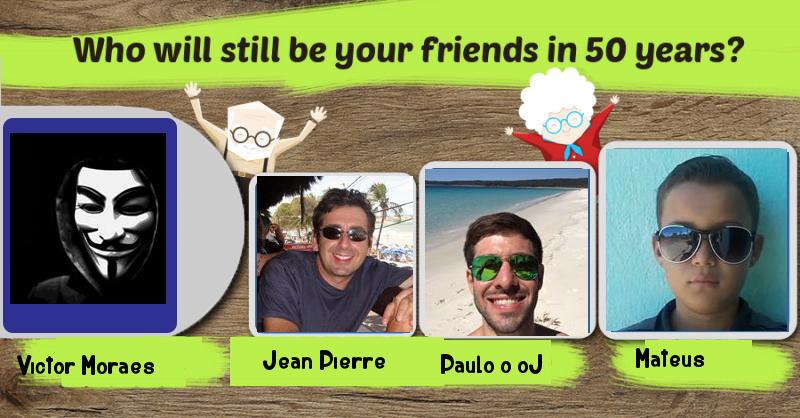 Who will still be your friends in 50 years?
Victor Moraes
Jean Pierre
Paulo o oJ
Mateus